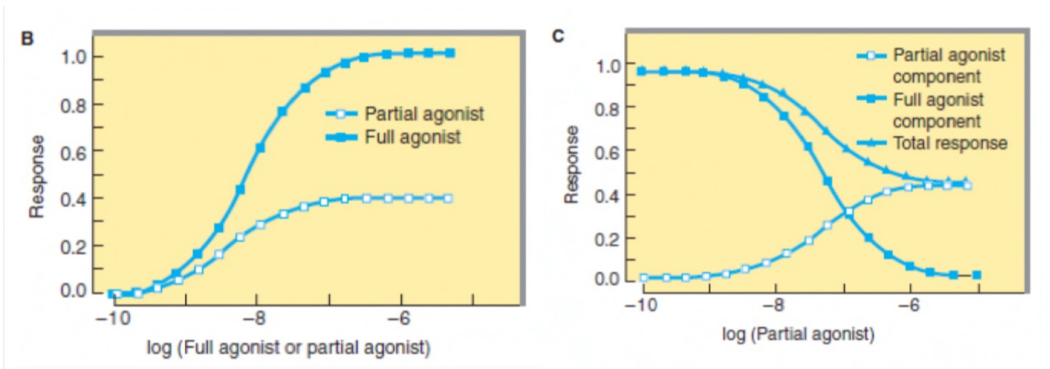 B
1.0
0.8
0.6
0.4
0.2
0.0
Response
Partial agonist
Full agonist
−10
−8
−6
log (Full agonist or partial agonist)
C
1.0
0.8
0.6
0.4
0.2
0.0
Response
Partial agonist
component
Full agonist
component
Total response
−10
−8
−6
log (Partial agonist)